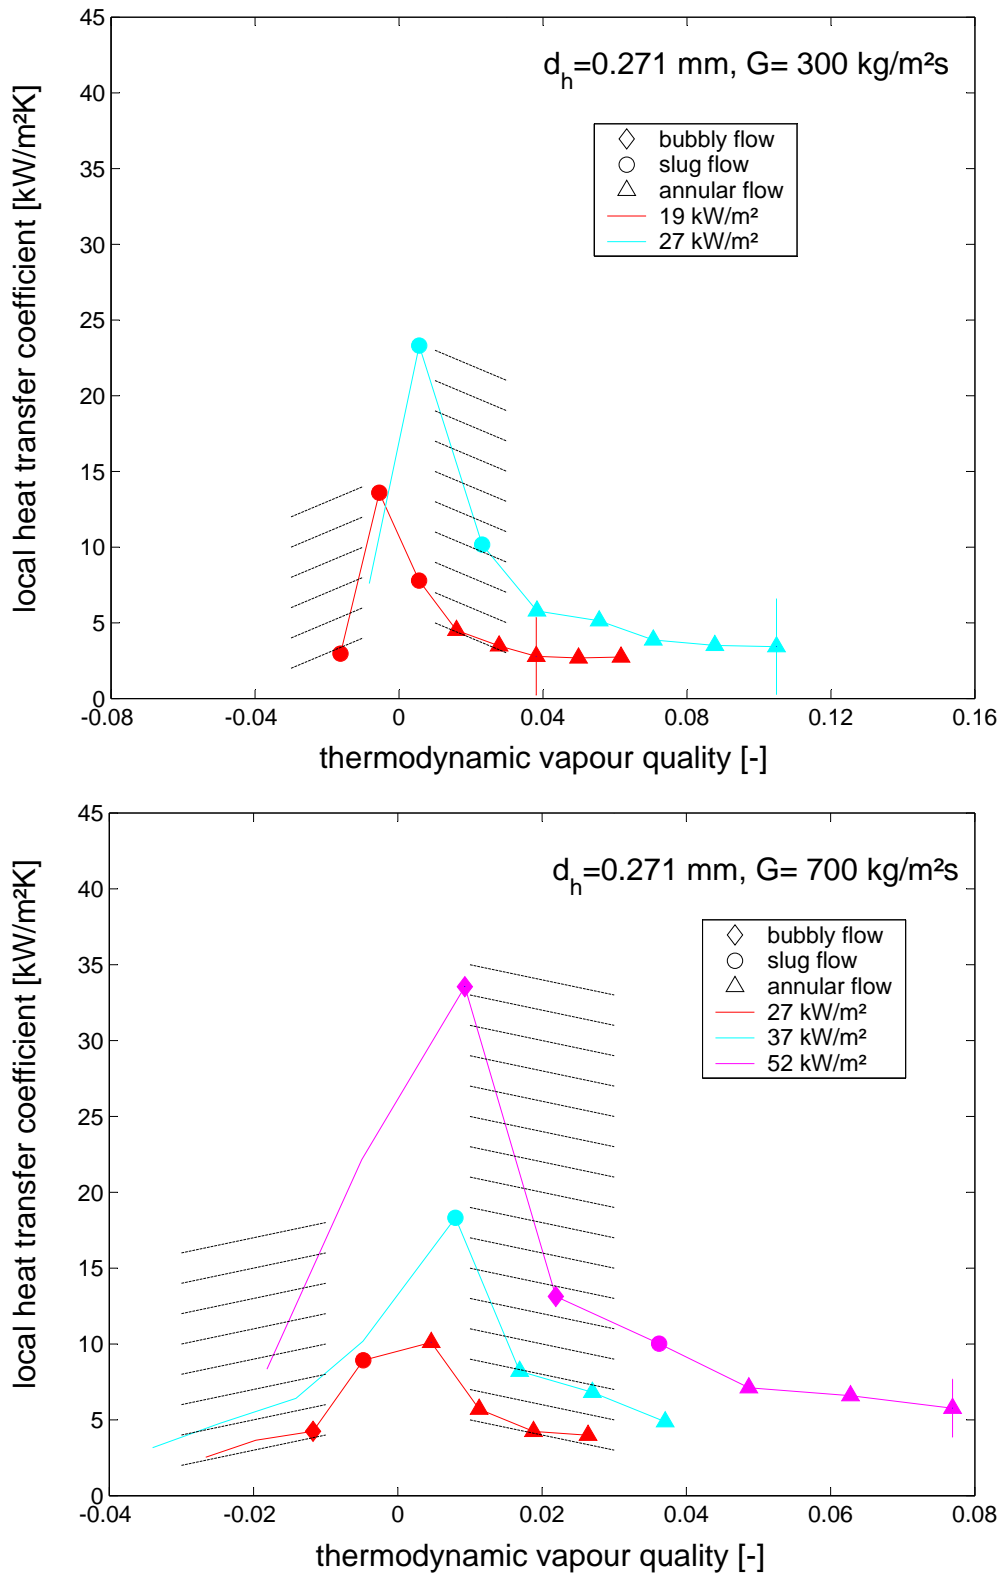 45
40
35
30
25
20
15
10
5
0
local heat transfer coefficient [kW/m²K]
d_h=0.271 mm, G= 300 kg/m²s
bubbly flow
slug flow
annular flow
19 kW/m²
27 kW/m²
-0.08 -0.04 0 0.04 0.08 0.12 0.16
thermodynamic vapour quality [-]
45
40
35
30
25
20
15
10
5
0
local heat transfer coefficient [kW/m²K]
d_h=0.271 mm, G= 700 kg/m²s
bubbly flow
slug flow
annular flow
27 kW/m²
37 kW/m²
52 kW/m²
-0.04 -0.02 0 0.02 0.04 0.06 0.08
thermodynamic vapour quality [-]